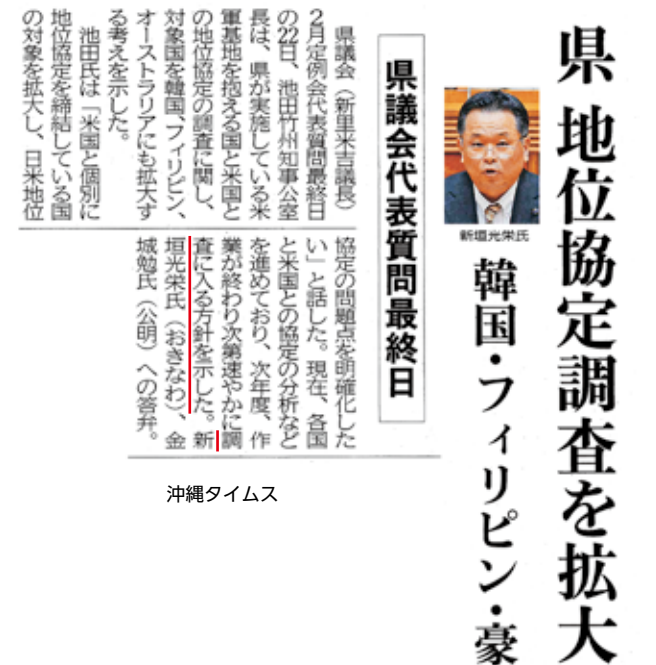 県 地位協定調査を拡大
韓国・フィリピン・豪
新垣光栄氏
県議会代表質問最終日
県議会（新里米吉議長）
２月定例会代表質問最終日
の22日、池田竹州知事公室
長は、県が実施している米
軍基地を抱える国と米国と
の地位協定の調査に関し、
対象国を韓国、フィリピン、
オーストラリアにも拡大す
る考えを示した。
池田氏は「米国と個別に
地位協定を締結している国
の対象を拡大し、日米地位
協定の問題点を明確化した
い」と話した。現在、各国
と米国との協定の分析など
を進めており、次年度、作
業が終わり次第速やかに調
査に入る方針を示した。新
垣光栄氏（おきなわ）、金
城勉氏（公明）への答弁。
沖縄タイムス